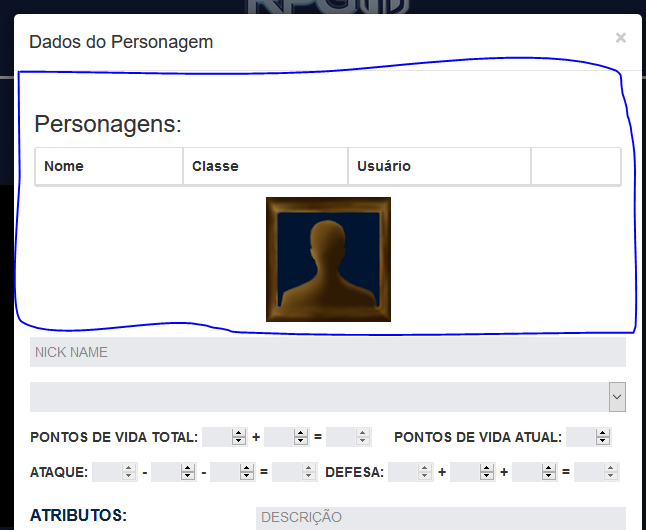 RPG
Dados do Personagem ×
Personagens:
Nome Classe Usuário
NICK NAME
PONTOS DE VIDA TOTAL: + = PONTOS DE VIDA ATUAL:
ATAQUE: - - = DEFESA: + + =
ATRIBUTOS: DESCRIÇÃO